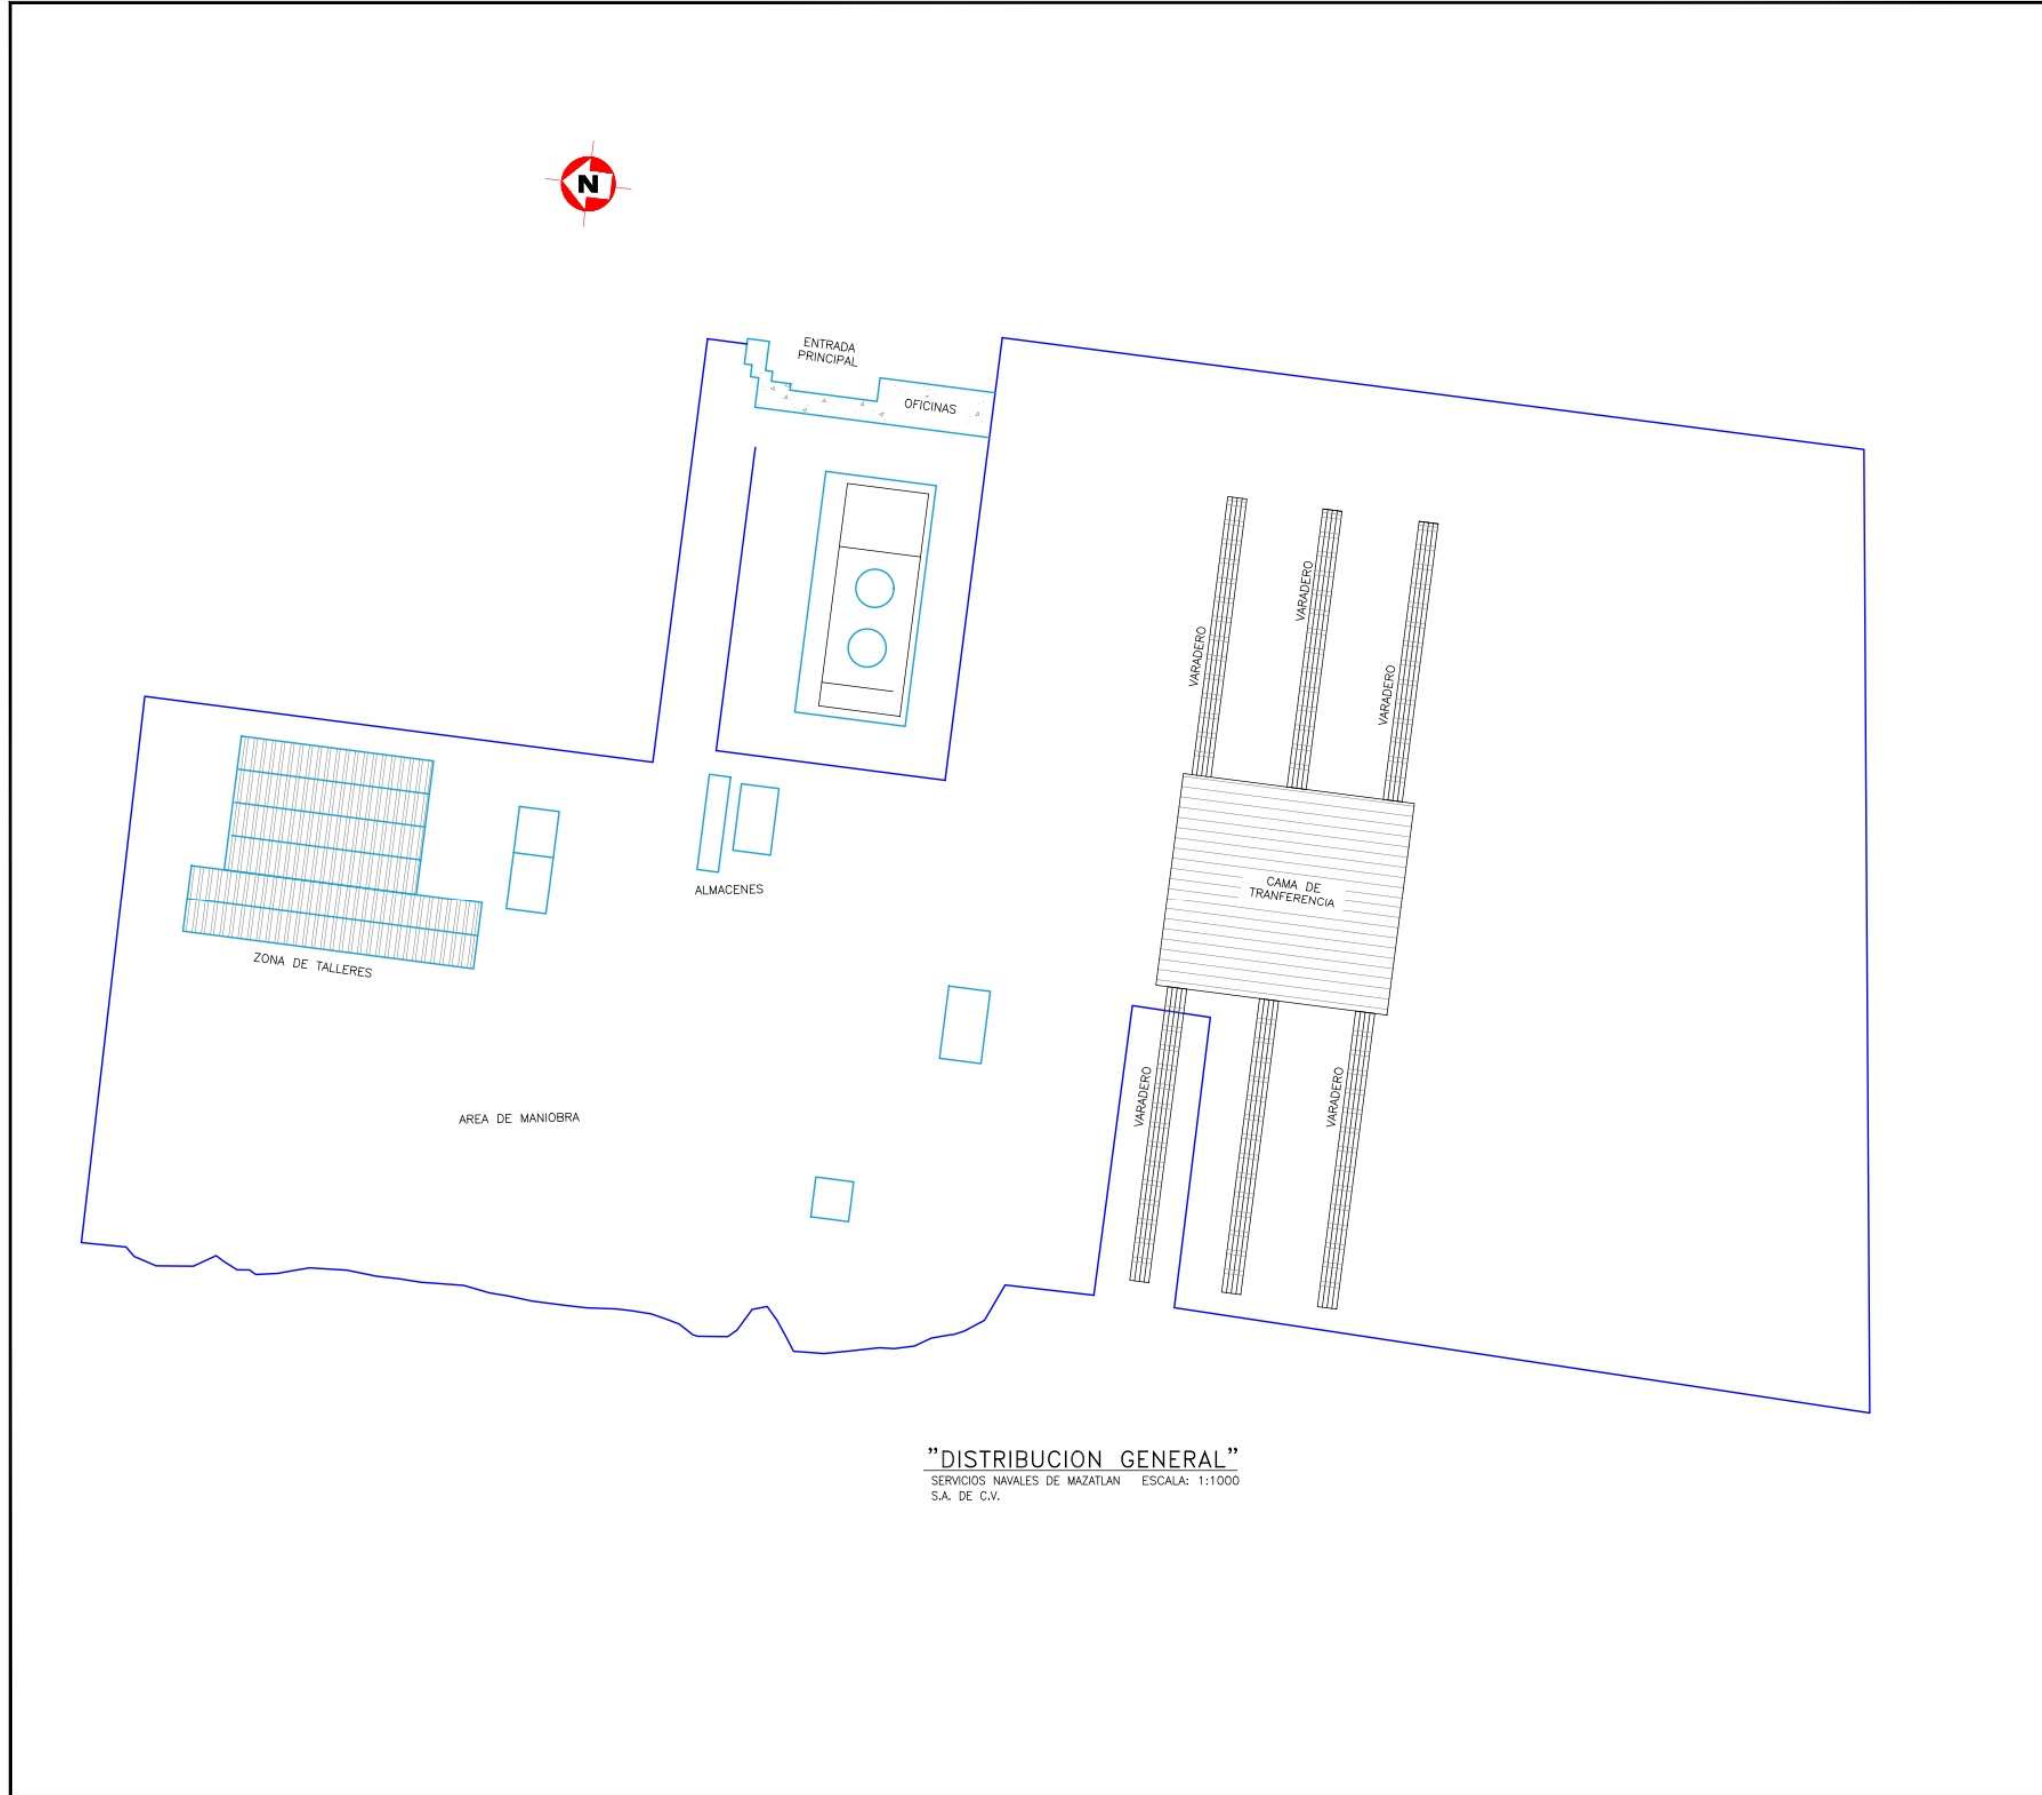 N
ENTRADA
PRINCIPAL
OFICINAS
VARADERO
VARADERO
VARADERO
CAMA DE
TRANFERENCIA
ALMACENES
ZONA DE TALLERES
VARADERO
VARADERO
AREA DE MANIOBRA
"DISTRIBUCION GENERAL"
SERVICIOS NAVALES DE MAZATLAN ESCALA: 1:1000
S.A. DE C.V.